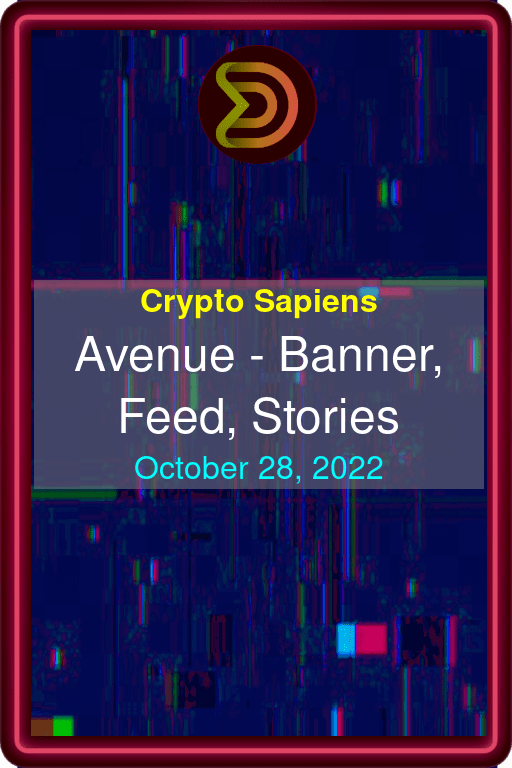 Crypto Sapiens
Avenue - Banner,
Feed, Stories
October 28, 2022